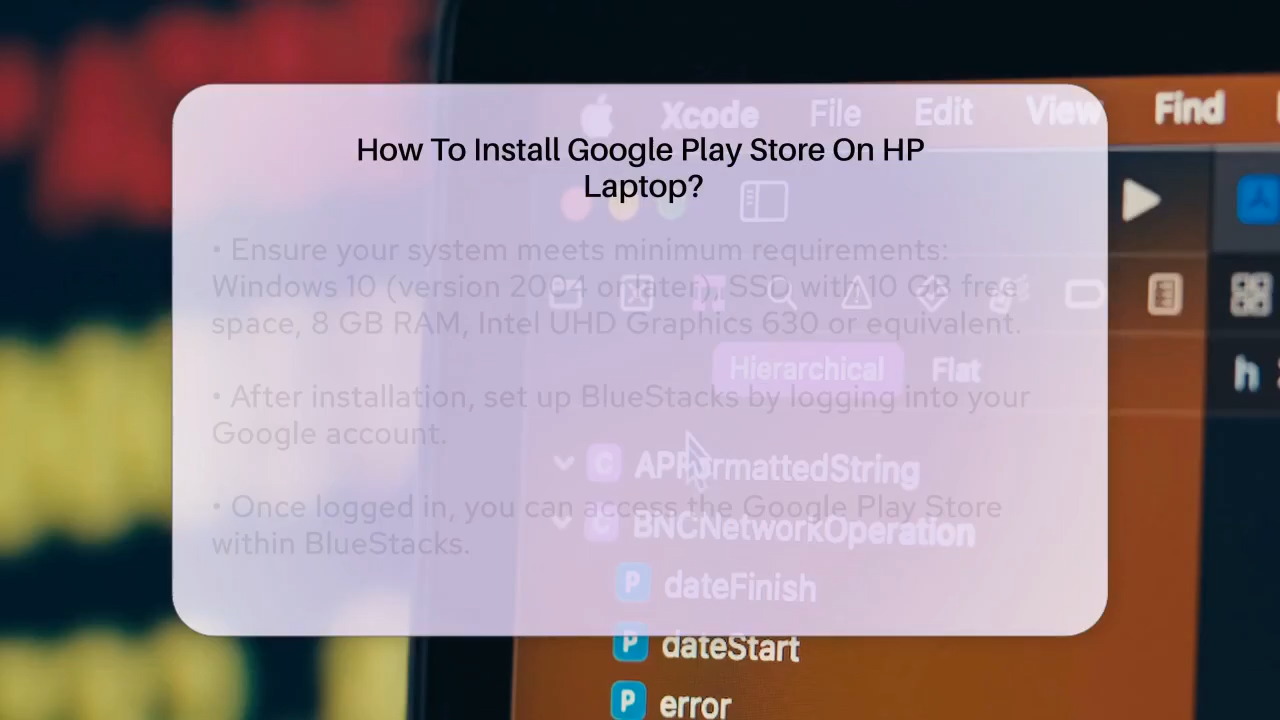 Xcode File Edit View Find
How To Install Google Play Store On HP
Laptop?
• Ensure your system meets minimum requirements:
Windows 10 (version 2004 or later), SSD with 10 GB free
space, 8 GB RAM, Intel UHD Graphics 630 or equivalent.
Hierarchical Flat
h
• After installation, set up BlueStacks by logging into your
Google account.
C APFormattedString
• Once logged in, you can access the Google Play Store
C BNCNetworkOperation
within BlueStacks.
P dateFinish
P dateStart
P error